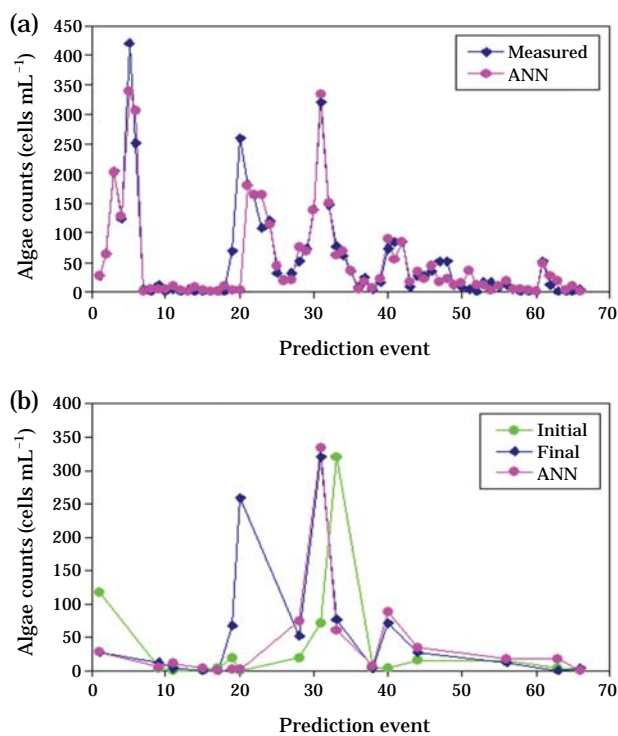 (a)
450
400
350
300
250
200
150
100
50
0
Algae counts (cells mL⁻¹)
Measured
ANN
0 10 20 30 40 50 60 70
Prediction event
(b)
400
350
300
250
200
150
100
50
0
Algae counts (cells mL⁻¹)
Initial
Final
ANN
0 10 20 30 40 50 60 70
Prediction event